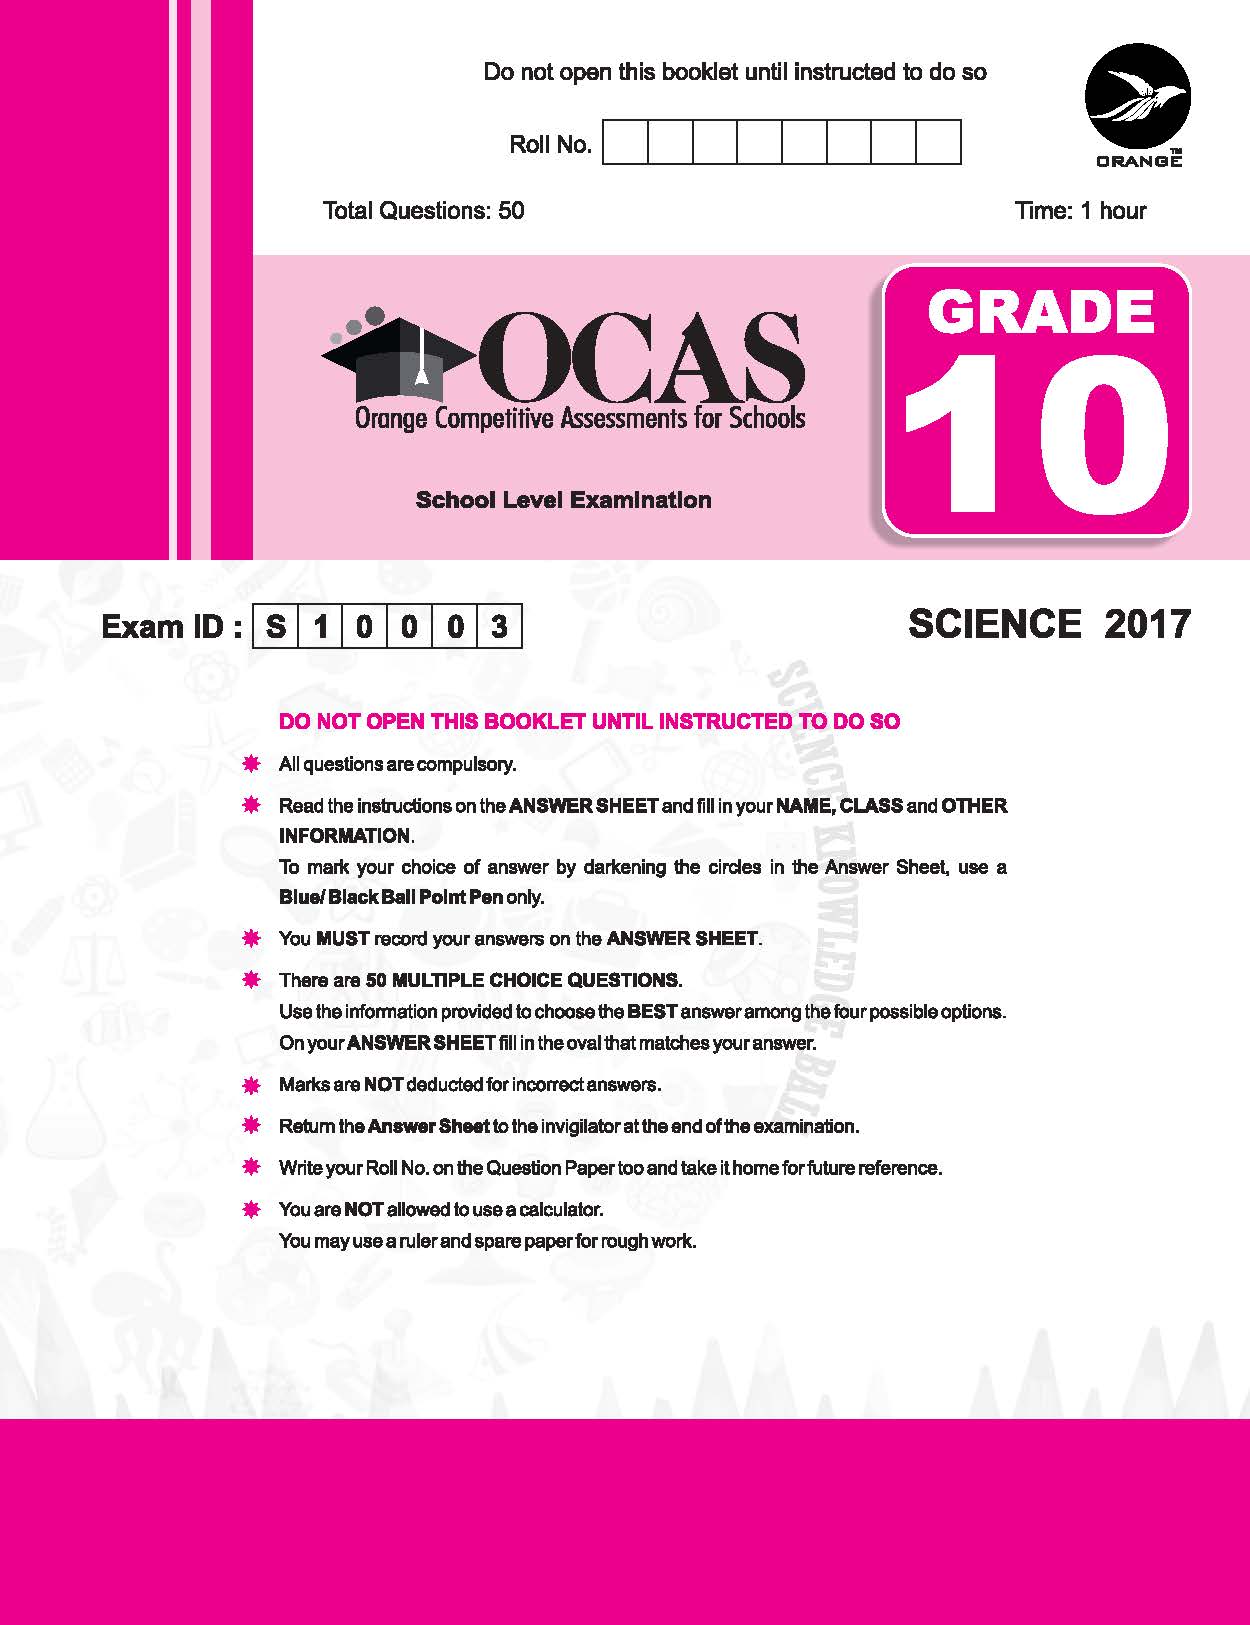 Do not open this booklet until instructed to do so
Roll No.
ORANGE™
Total Questions: 50
Time: 1 hour
OCAS
Orange Competitive Assessments for Schools
School Level Examination
GRADE
10
Exam ID : S 1 0 0 0 3
SCIENCE 2017
DO NOT OPEN THIS BOOKLET UNTIL INSTRUCTED TO DO SO
All questions are compulsory.
Read the instructions on the ANSWER SHEET and fill in your NAME, CLASS and OTHER
INFORMATION.
To mark your choice of answer by darkening the circles in the Answer Sheet, use a
Blue/ Black Ball Point Pen only.
You MUST record your answers on the ANSWER SHEET.
There are 50 MULTIPLE CHOICE QUESTIONS.
Use the information provided to choose the BEST answer among the four possible options.
On your ANSWER SHEET fill in the oval that matches your answer.
Marks are NOT deducted for incorrect answers.
Return the Answer Sheet to the invigilator at the end of the examination.
Write your Roll No. on the Question Paper too and take it home for future reference.
You are NOT allowed to use a calculator.
You may use a ruler and spare paper for rough work.
SCIENCE KNOWLEDGE